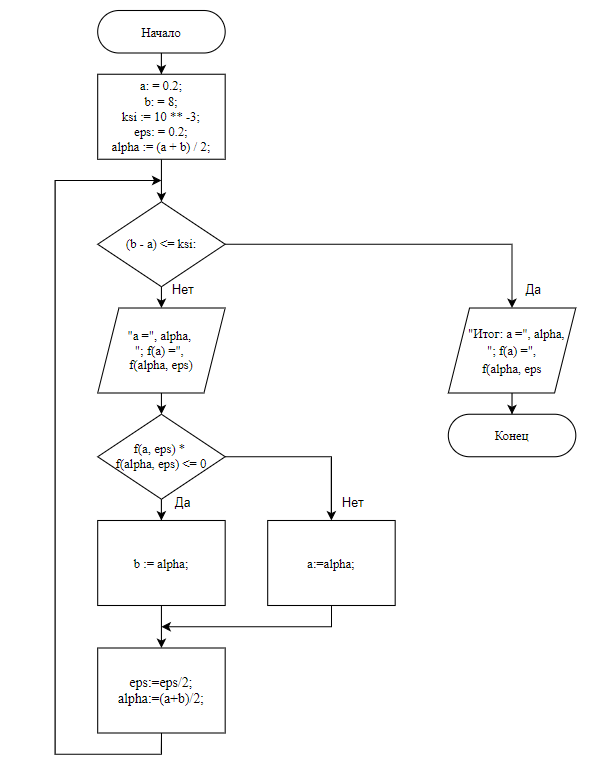 Начало
a: = 0.2;
b: = 8;
ksi := 10 ** -3;
eps: = 0.2;
alpha := (a + b) / 2;
(b - a) <= ksi:
Нет
Да
"a =", alpha,
"; f(a) =",
f(alpha, eps)
"Итог: a =", alpha,
"; f(a) =",
f(alpha, eps
f(a, eps) *
f(alpha, eps) <= 0
Конец
Да
Нет
b := alpha;
a:=alpha;
eps:=eps/2;
alpha:=(a+b)/2;